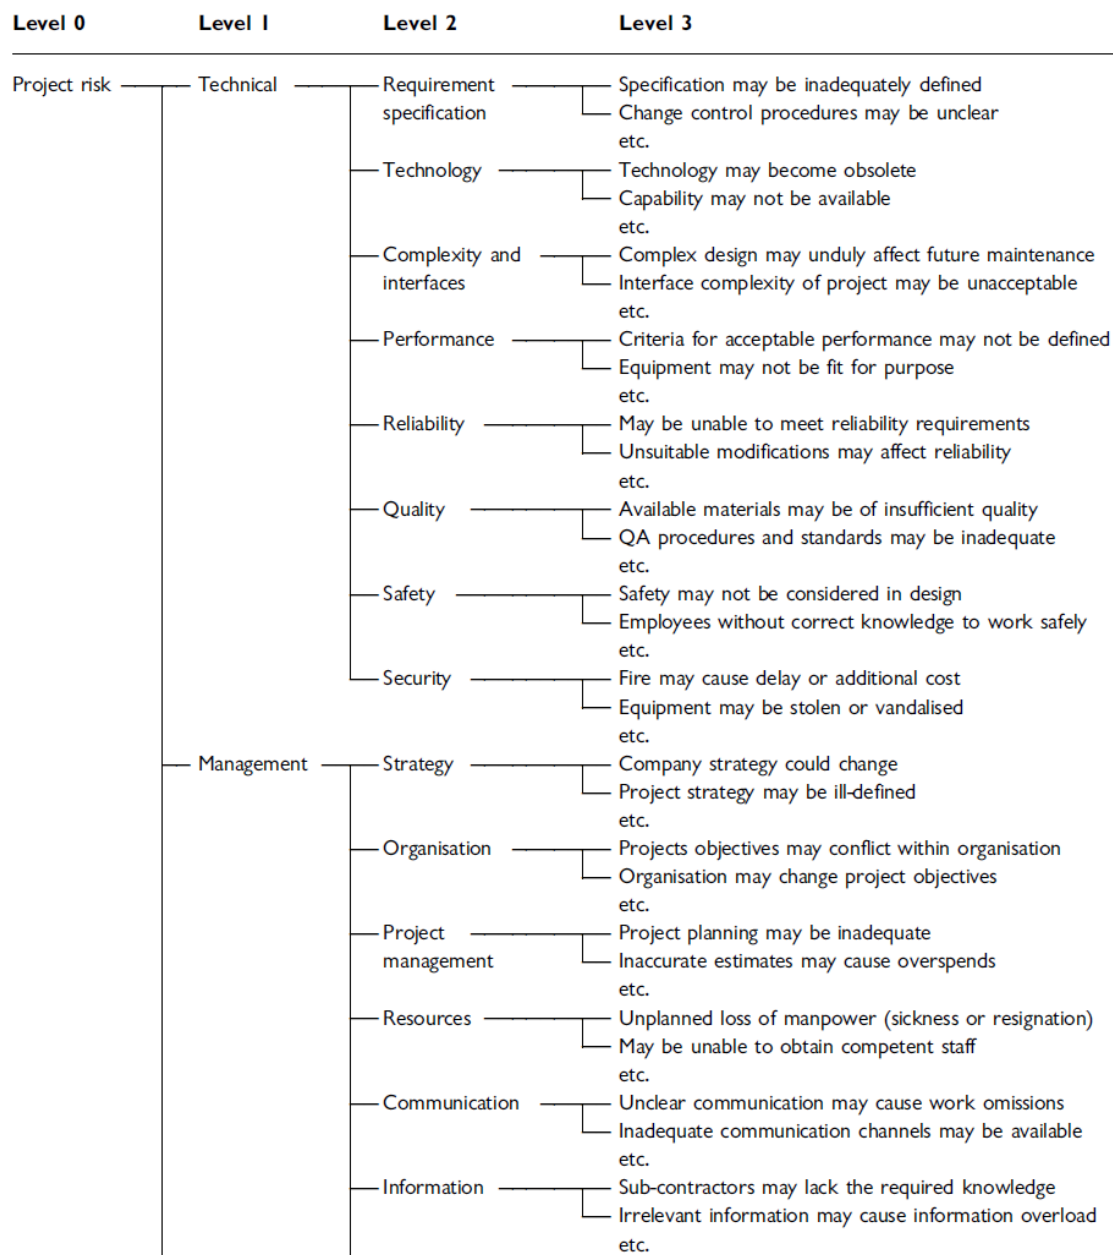 Level 0 Level 1 Level 2 Level 3
Project risk Technical Requirement Specification may be inadequately defined
specification Change control procedures may be unclear
etc.
Technology Technology may become obsolete
Capability may not be available
etc.
Complexity and Complex design may unduly affect future maintenance
interfaces Interface complexity of project may be unacceptable
etc.
Performance Criteria for acceptable performance may not be defined
Equipment may not be fit for purpose
etc.
Reliability May be unable to meet reliability requirements
Unsuitable modifications may affect reliability
etc.
Quality Available materials may be of insufficient quality
QA procedures and standards may be inadequate
etc.
Safety Safety may not be considered in design
Employees without correct knowledge to work safely
etc.
Security Fire may cause delay or additional cost
Equipment may be stolen or vandalised
etc.
Management Strategy Company strategy could change
Project strategy may be ill-defined
etc.
Organisation Projects objectives may conflict within organisation
Organisation may change project objectives
etc.
Project Project planning may be inadequate
management Inaccurate estimates may cause overspends
etc.
Resources Unplanned loss of manpower (sickness or resignation)
May be unable to obtain competent staff
etc.
Communication Unclear communication may cause work omissions
Inadequate communication channels may be available
etc.
Information Sub-contractors may lack the required knowledge
Irrelevant information may cause information overload
etc.